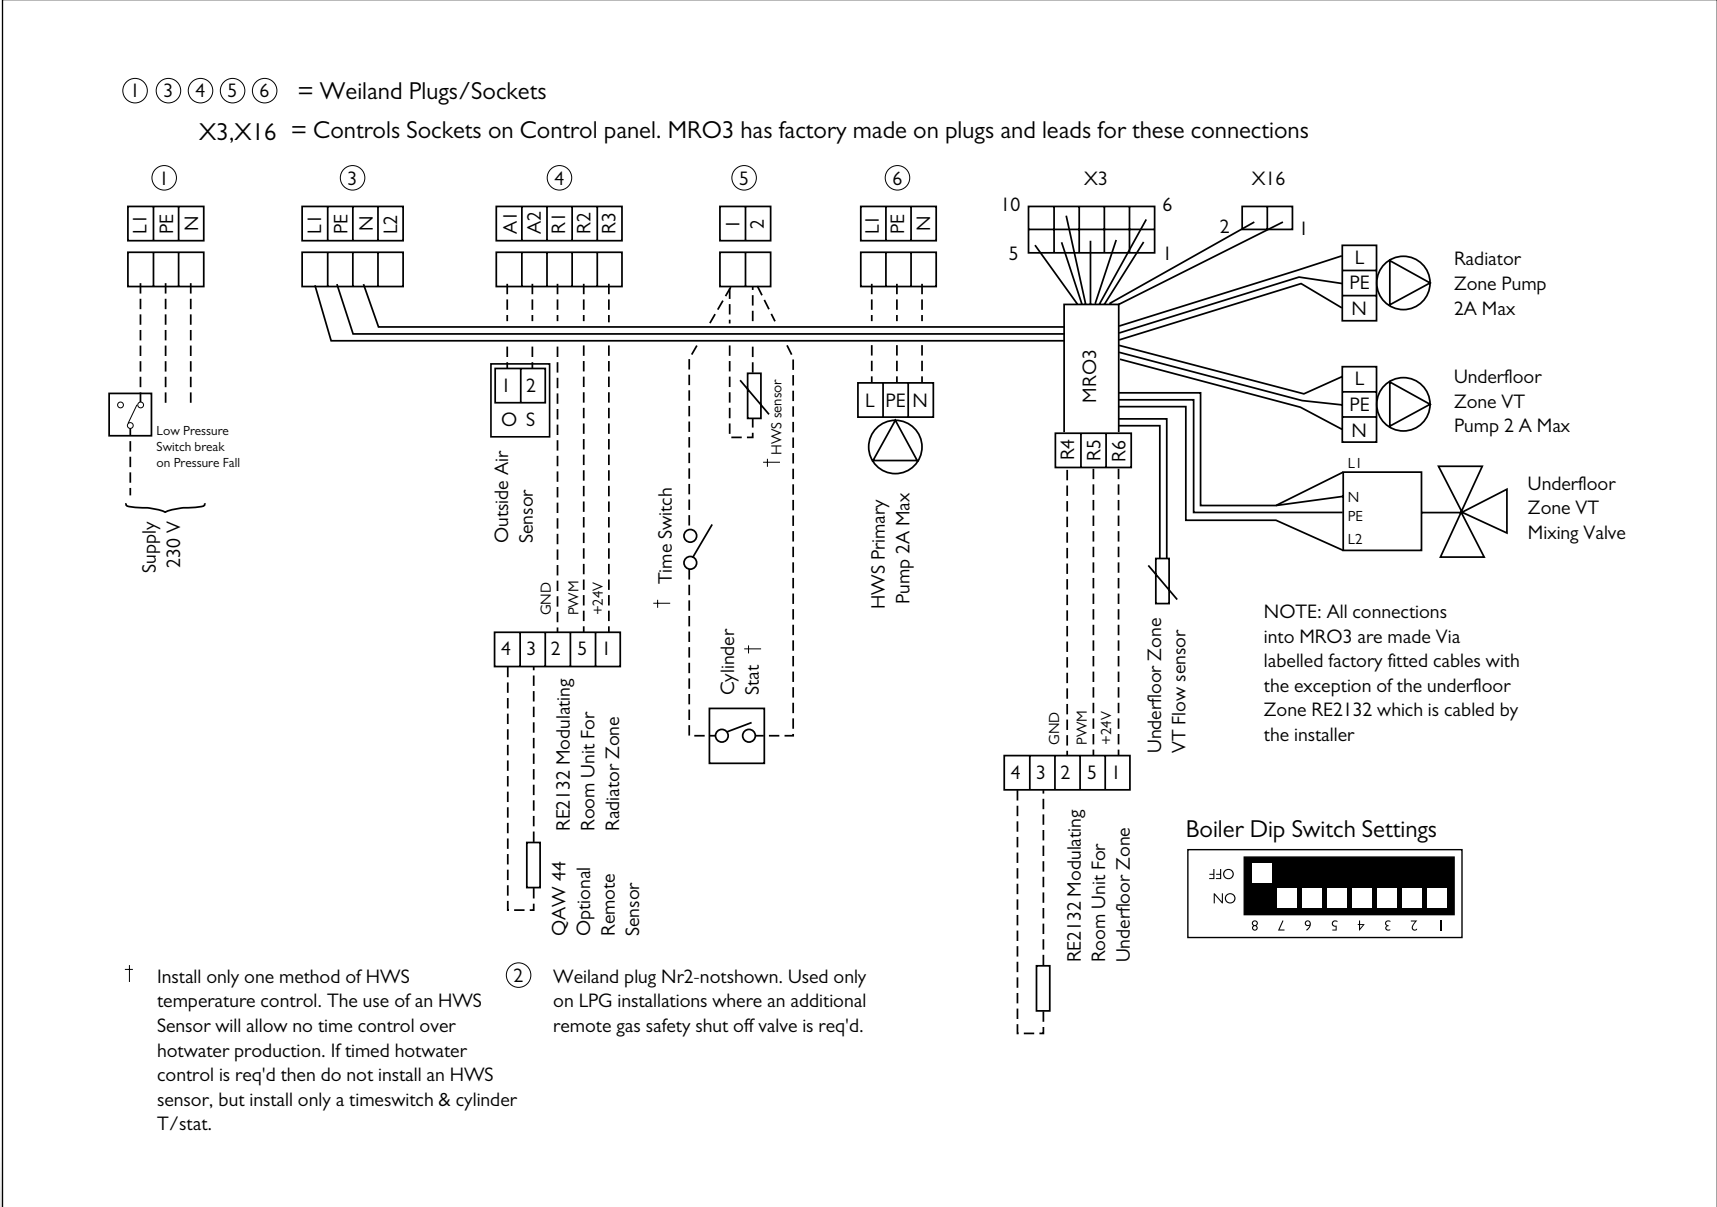 1 3 4 5 6 = Weiland Plugs/Sockets
X3,X16 = Controls Sockets on Control panel. MRO3 has factory made on plugs and leads for these connections
1 3 4 5 6 X3 X16
L1 PE N
L1 PE N L2
A1 A2 R1 R2 R3
1 2
L1 PE N
10 6
5 1
2 1
L
PE
N
Radiator
Zone Pump
2A Max
L
PE
N
Underfloor
Zone VT
Pump 2 A Max
L1
N
PE
L2
Underfloor
Zone VT
Mixing Valve
MRO3
R4 R5 R6
Low Pressure
Switch break
on Pressure Fall
Supply
230 V
1 2
O S
Outside Air
Sensor
† HWS sensor
† Time Switch
L PE N
HWS Primary
Pump 2A Max
GND PWM +24V
4 3 2 5 1
RE2132 Modulating
Room Unit For
Radiator Zone
QAW 44
Optional
Remote
Sensor
Cylinder
Stat †
Underfloor Zone
VT Flow sensor
GND PWM +24V
4 3 2 5 1
RE2132 Modulating
Room Unit For
Underfloor Zone
NOTE: All connections
into MRO3 are made Via
labelled factory fitted cables with
the exception of the underfloor
Zone RE2132 which is cabled by
the installer
Boiler Dip Switch Settings
OFF
ON
8 7 6 5 4 3 2 1
† Install only one method of HWS
temperature control. The use of an HWS
Sensor will allow no time control over
hotwater production. If timed hotwater
control is req'd then do not install an HWS
sensor, but install only a timeswitch & cylinder
T/stat.
2 Weiland plug Nr2-notshown. Used only
on LPG installations where an additional
remote gas safety shut off valve is req'd.